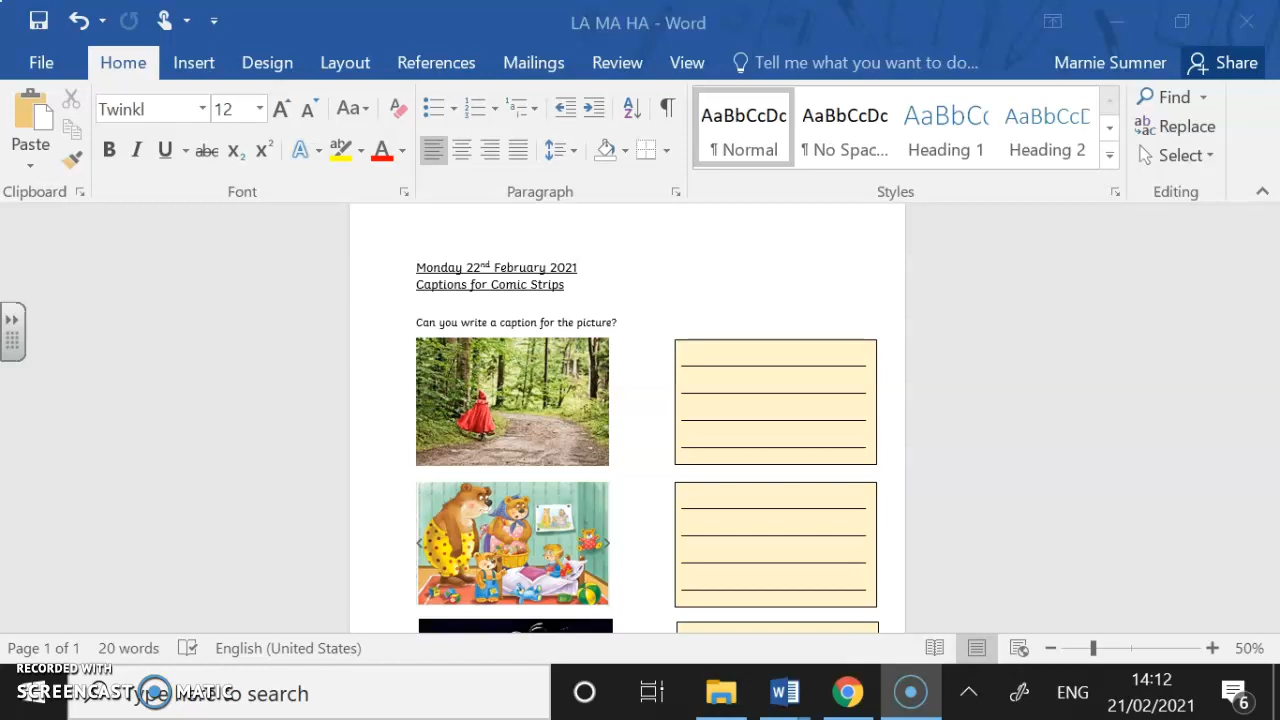 LA MA HA - Word
File Home Insert Design Layout References Mailings Review View Tell me what you want to do... Marnie Sumner Share
Paste
Clipboard
Twinkl 12
Font
Paragraph
AaBbCcDc AaBbCcDc AaBbCc AaBbCcD
¶ Normal ¶ No Spac... Heading 1 Heading 2
Styles
Find
Replace
Select
Editing
Monday 22nd February 2021
Captions for Comic Strips
Can you write a caption for the picture?
Page 1 of 1 20 words English (United States) 50%
RECORDED WITH
SCREENCAST MATIC
to search
ENG
14:12
21/02/2021
6